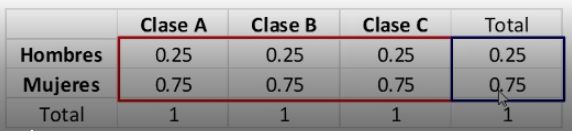 Clase A Clase B Clase C Total
Hombres 0.25 0.25 0.25 0.25
Mujeres 0.75 0.75 0.75 0.75
Total 1 1 1 1